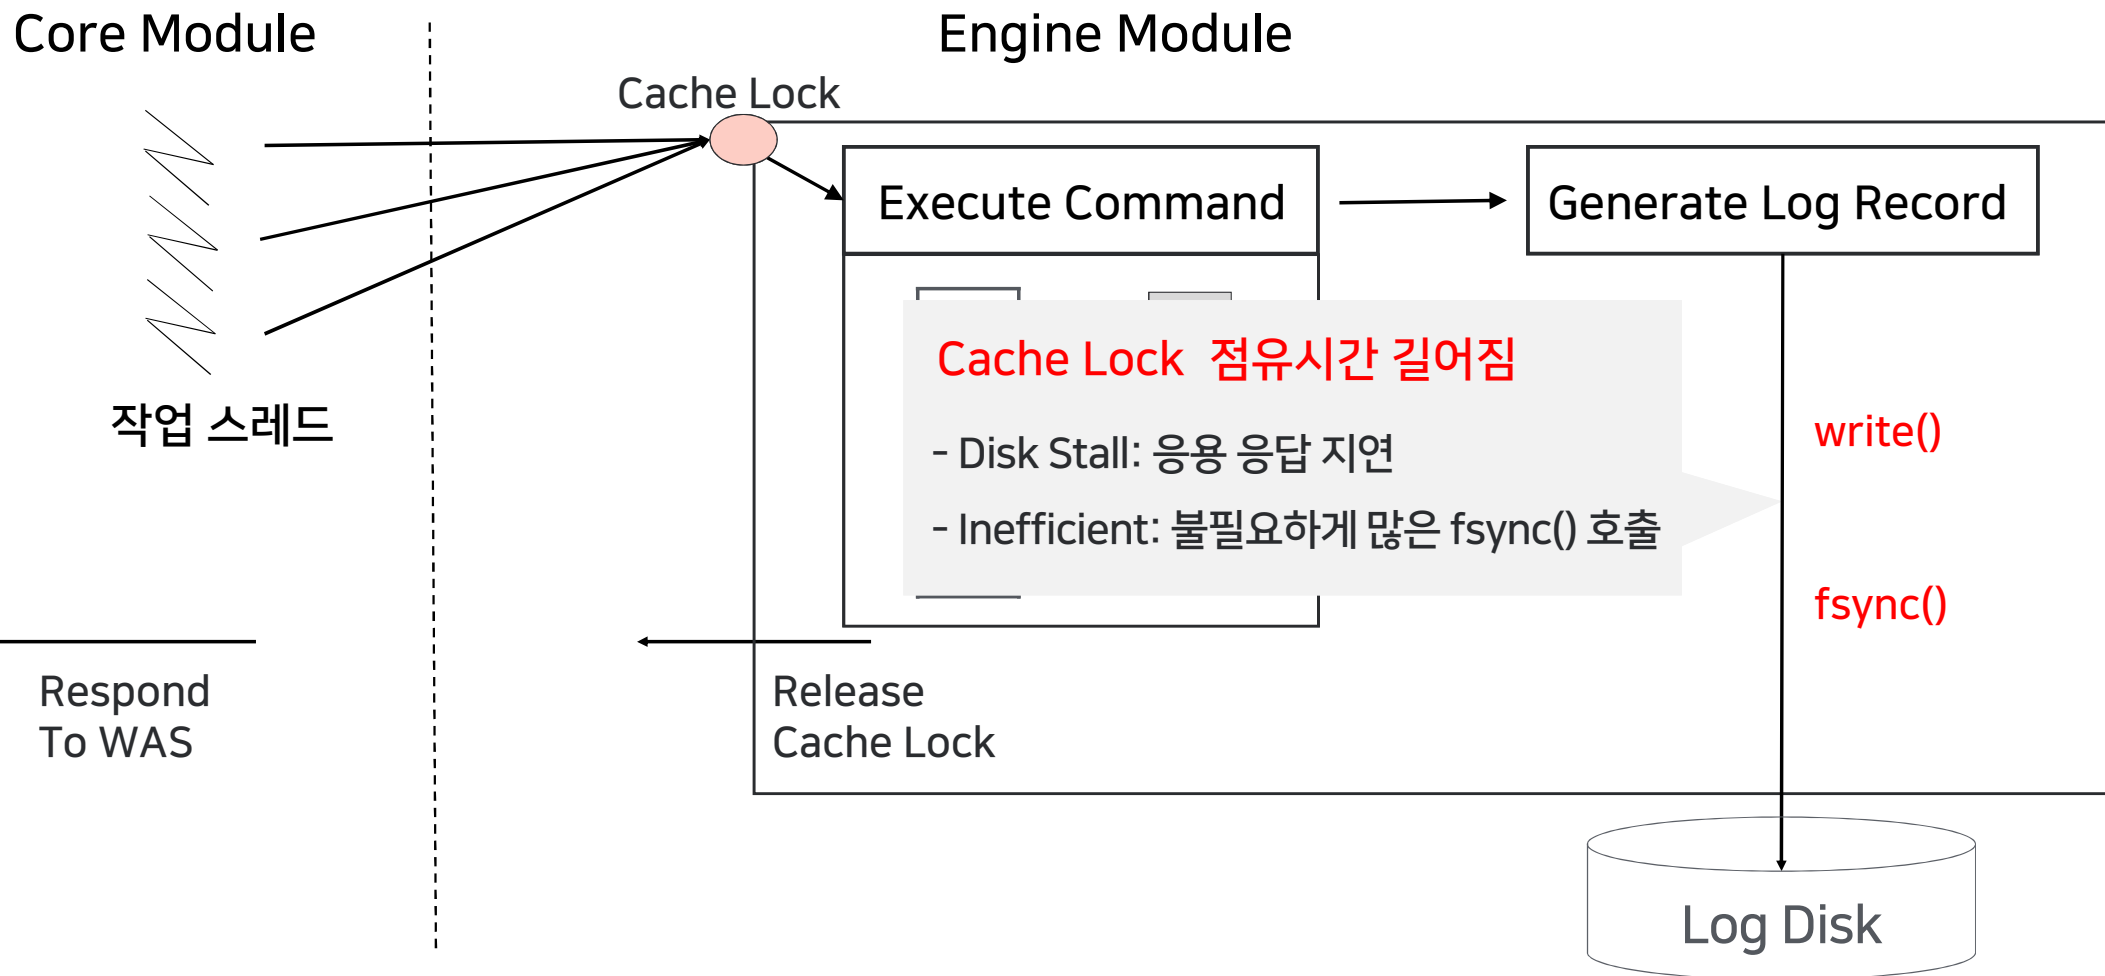 Core Module
Engine Module
Cache Lock
Execute Command
Generate Log Record
Cache Lock 점유시간 길어짐
- Disk Stall: 응용 응답 지연
- Inefficient: 불필요하게 많은 fsync() 호출
작업 스레드
write()
fsync()
Respond
To WAS
Release
Cache Lock
Log Disk